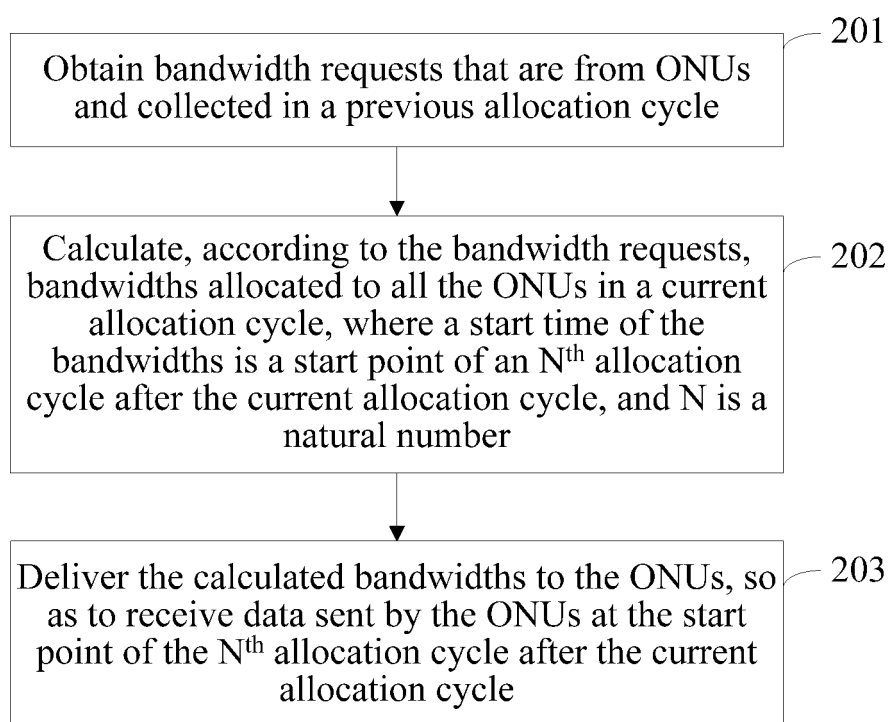 201
Obtain bandwidth requests that are from ONUs
and collected in a previous allocation cycle
202
Calculate, according to the bandwidth requests,
bandwidths allocated to all the ONUs in a current
allocation cycle, where a start time of the
bandwidths is a start point of an Nth allocation
cycle after the current allocation cycle, and N is a
natural number
203
Deliver the calculated bandwidths to the ONUs, so
as to receive data sent by the ONUs at the start
point of the Nth allocation cycle after the current
allocation cycle